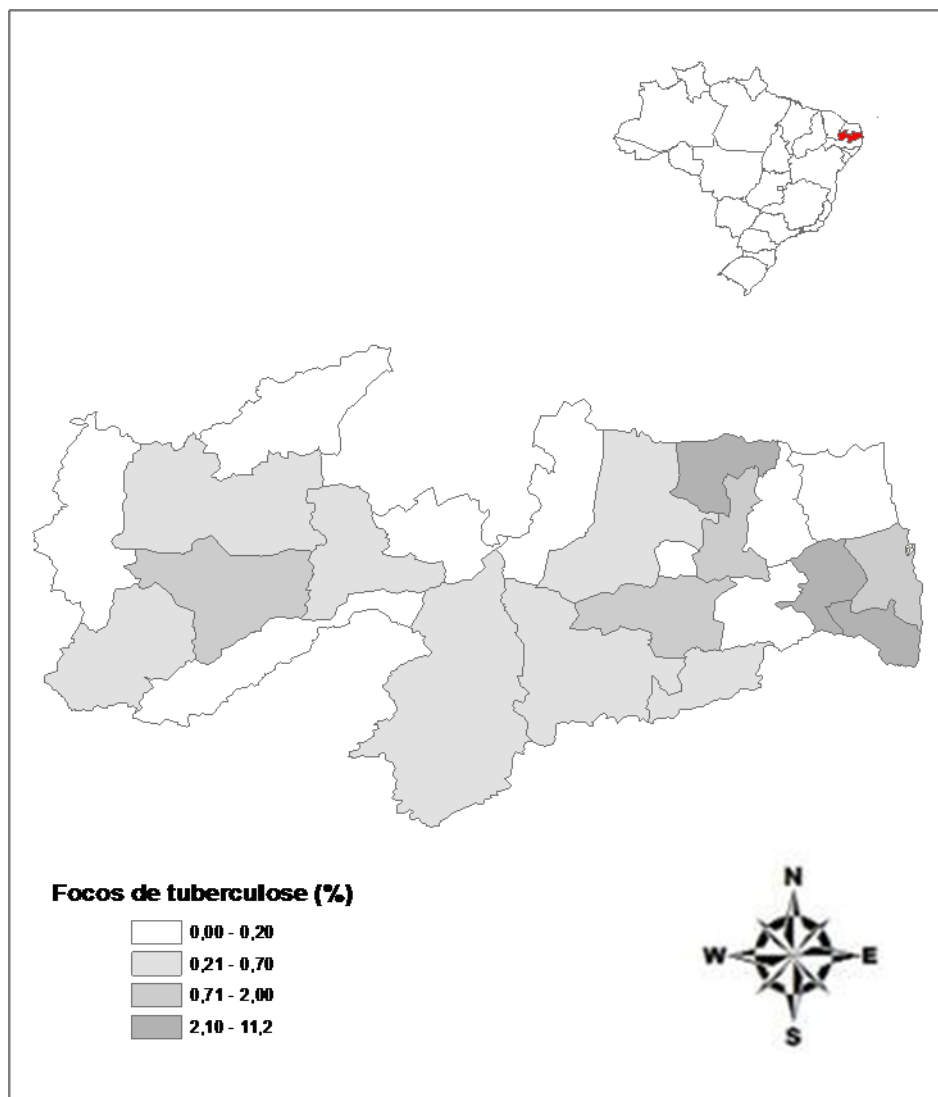 Focos de tuberculose (%)
0,00 - 0,20
0,21 - 0,70
0,71 - 2,00
2,10 - 11,2
N
W E
S